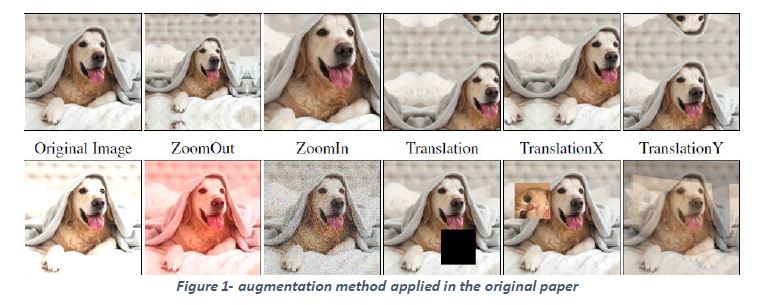 Original Image ZoomOut ZoomIn Translation TranslationX TranslationY
Figure 1- augmentation method applied in the original paper